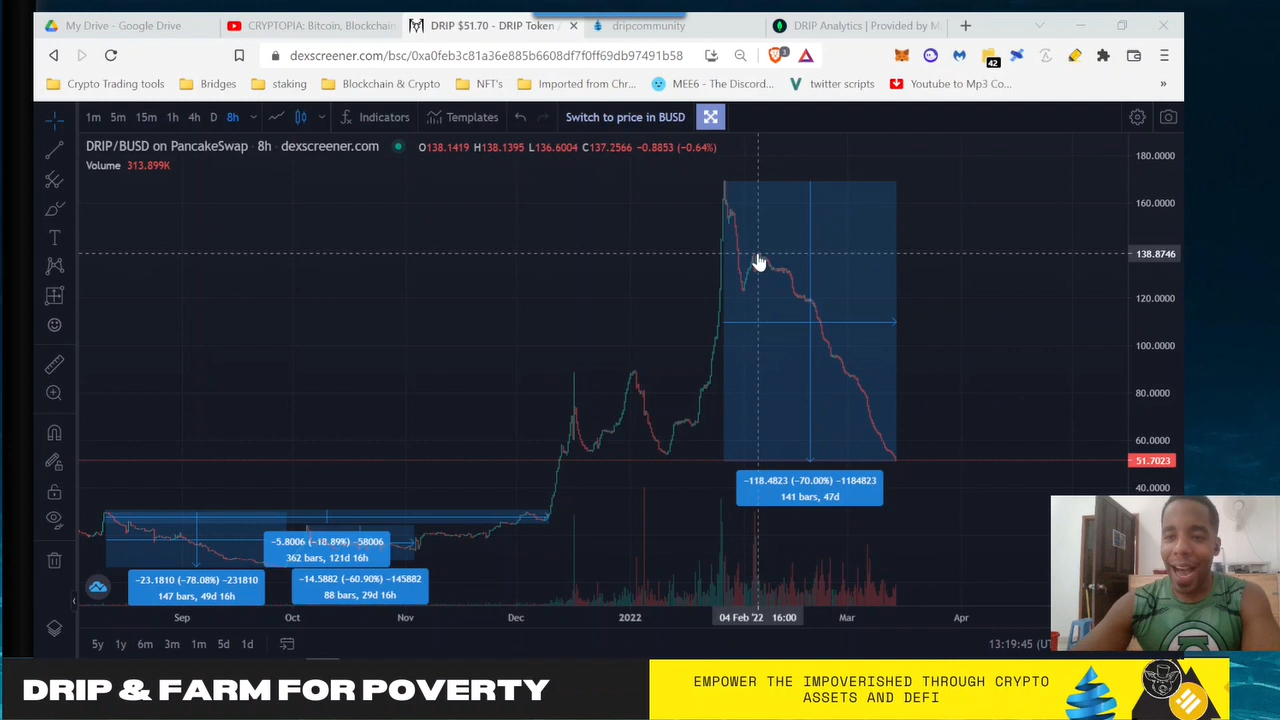 My Drive - Google Drive
CRYPTOPIA: Bitcoin, Blockchain
DRIP $51.70 - DRIP Token /
dripcommunity
DRIP Analytics | Provided by M
dexscreener.com/bsc/0xa0feb3c81a36e885b6608df7f0ff69db97491b58
3
42
Crypto Trading tools
Bridges
staking
Blockchain & Crypto
NFT's
Imported from Chr...
MEE6 - The Discord...
twitter scripts
Youtube to Mp3 Co...
»
1m 5m 15m 1h 4h D 8h
Indicators
Templates
Switch to price in BUSD
DRIP/BUSD on PancakeSwap · 8h · dexscreener.com
O138.1419 H138.1395 L136.6004 C137.2566 −0.8853 (−0.64%)
Volume 313.899K
180.0000
160.0000
138.8746
120.0000
100.0000
80.0000
60.0000
51.7023
40.0000
−118.4823 (−70.00%) −1184823
141 bars, 47d
−5.8006 (−18.89%) −58006
362 bars, 121d 16h
−23.1810 (−78.08%) −231810
147 bars, 49d 16h
−14.5882 (−60.90%) −145882
88 bars, 29d 16h
Sep
Oct
Nov
Dec
2022
04 Feb '22 16:00
Mar
Apr
5y 1y 6m 3m 1m 5d 1d
13:19:45 (U
DRIP & FARM FOR POVERTY
EMPOWER THE IMPOVERISHED THROUGH CRYPTO
ASSETS AND DEFI